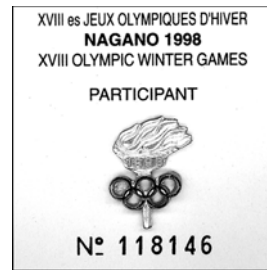 XVIII es JEUX OLYMPIQUES D'HIVER
NAGANO 1998
XVIII OLYMPIC WINTER GAMES
PARTICIPANT
Nº 118146